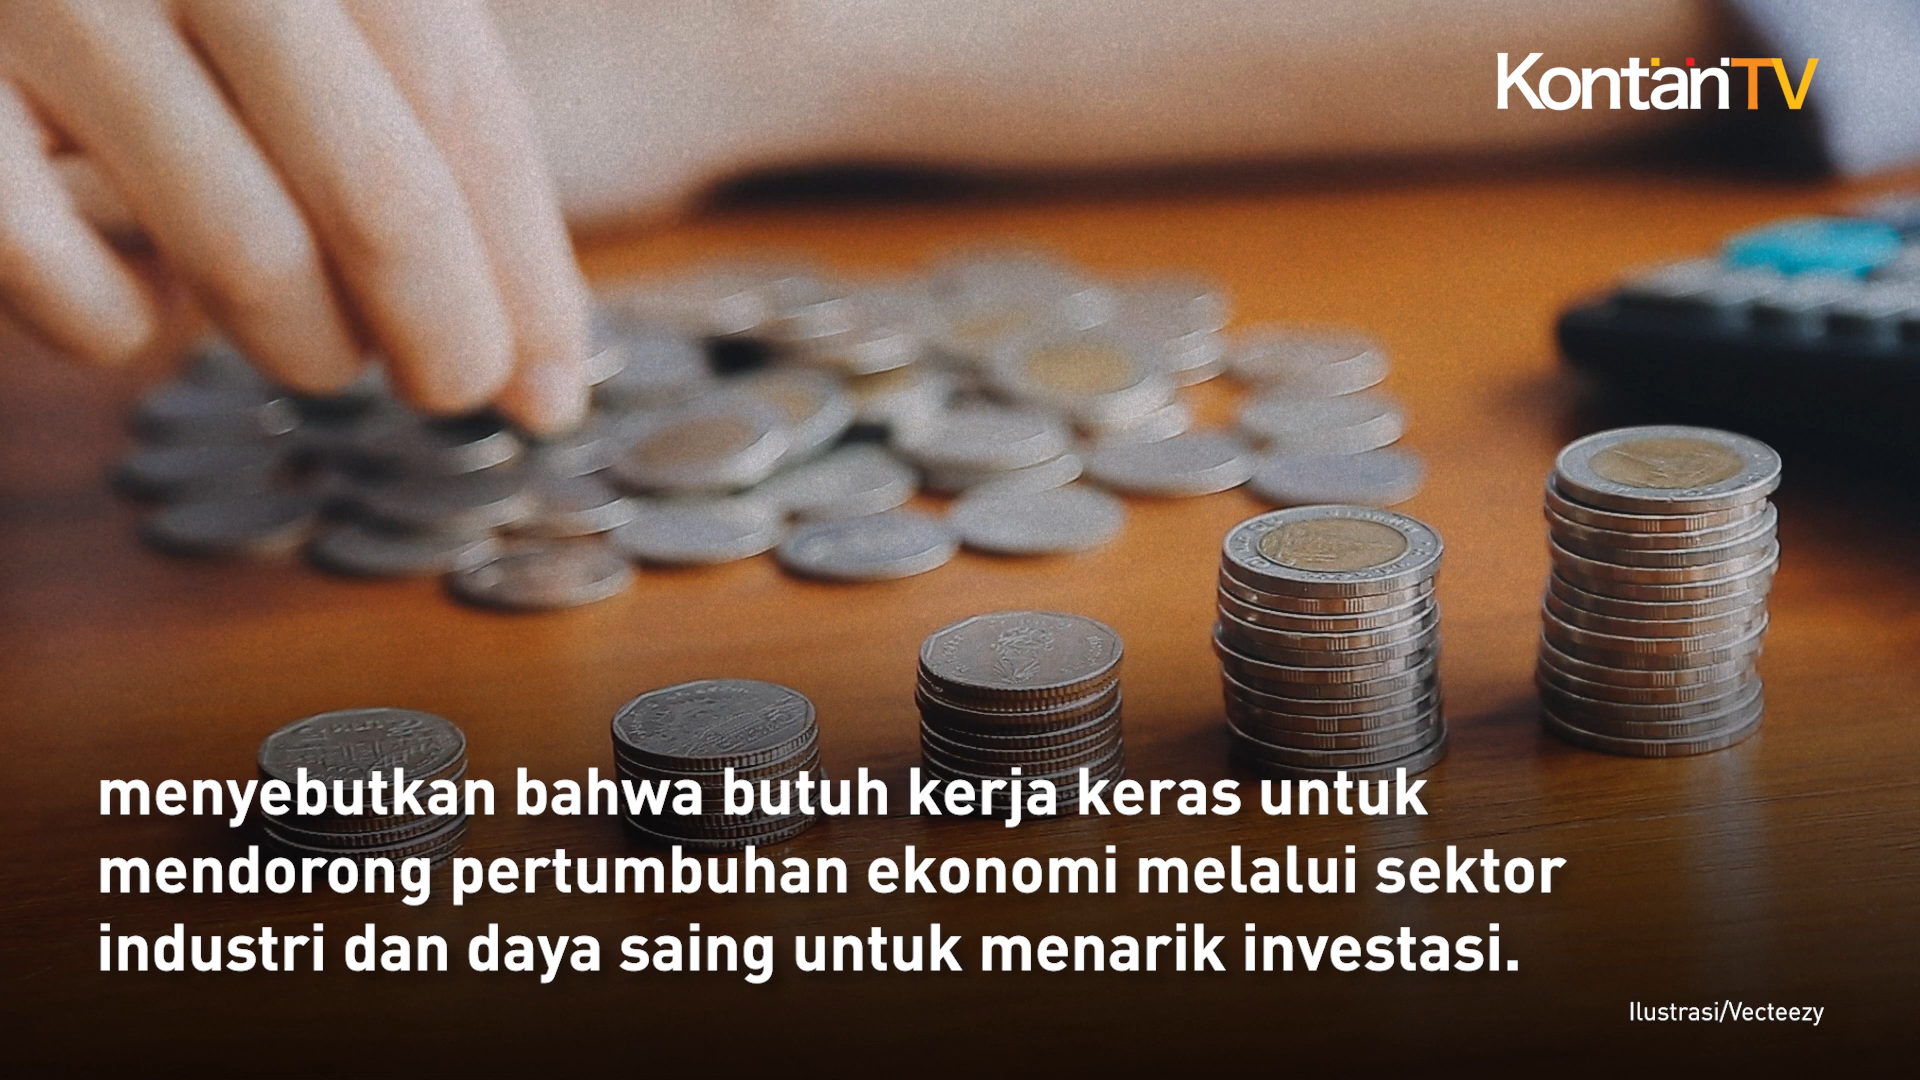 KontanTV
menyebutkan bahwa butuh kerja keras untuk
mendorong pertumbuhan ekonomi melalui sektor
industri dan daya saing untuk menarik investasi.
Ilustrasi/Vecteezy